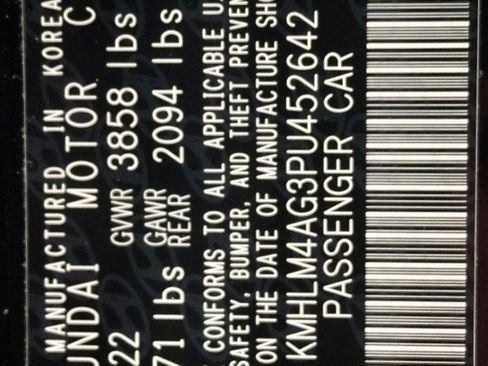 MANUFACTURED IN KOREA
UNDAI MOTOR C
22 GVWR 3858 lbs
71 lbs GAWR REAR 2094 lbs
CONFORMS TO ALL APPLICABLE U.
SAFETY, BUMPER, AND THEFT PREVEN
ON THE DATE OF MANUFACTURE SHO
KMHLM4AG3PU452642
PASSENGER CAR